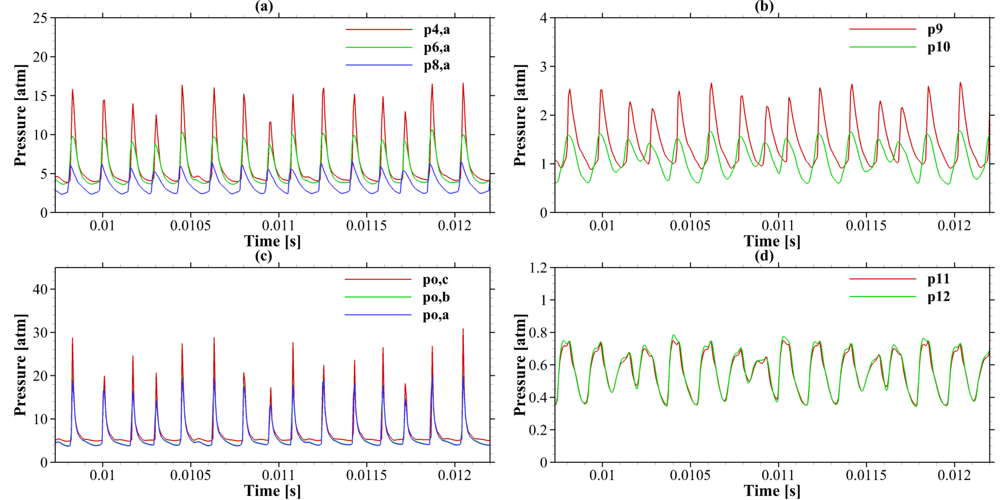 (a)
25
20
15
10
5
0
Pressure [atm]
p4,a
p6,a
p8,a
0.01
0.0105
0.011
0.0115
0.012
Time [s]
(b)
4
3
2
1
0
Pressure [atm]
p9
p10
0.01
0.0105
0.011
0.0115
0.012
Time [s]
(c)
40
30
20
10
0
Pressure [atm]
po,c
po,b
po,a
0.01
0.0105
0.011
0.0115
0.012
Time [s]
(d)
1.2
1
0.8
0.6
0.4
0.2
0
Pressure [atm]
p11
p12
0.01
0.0105
0.011
0.0115
0.012
Time [s]